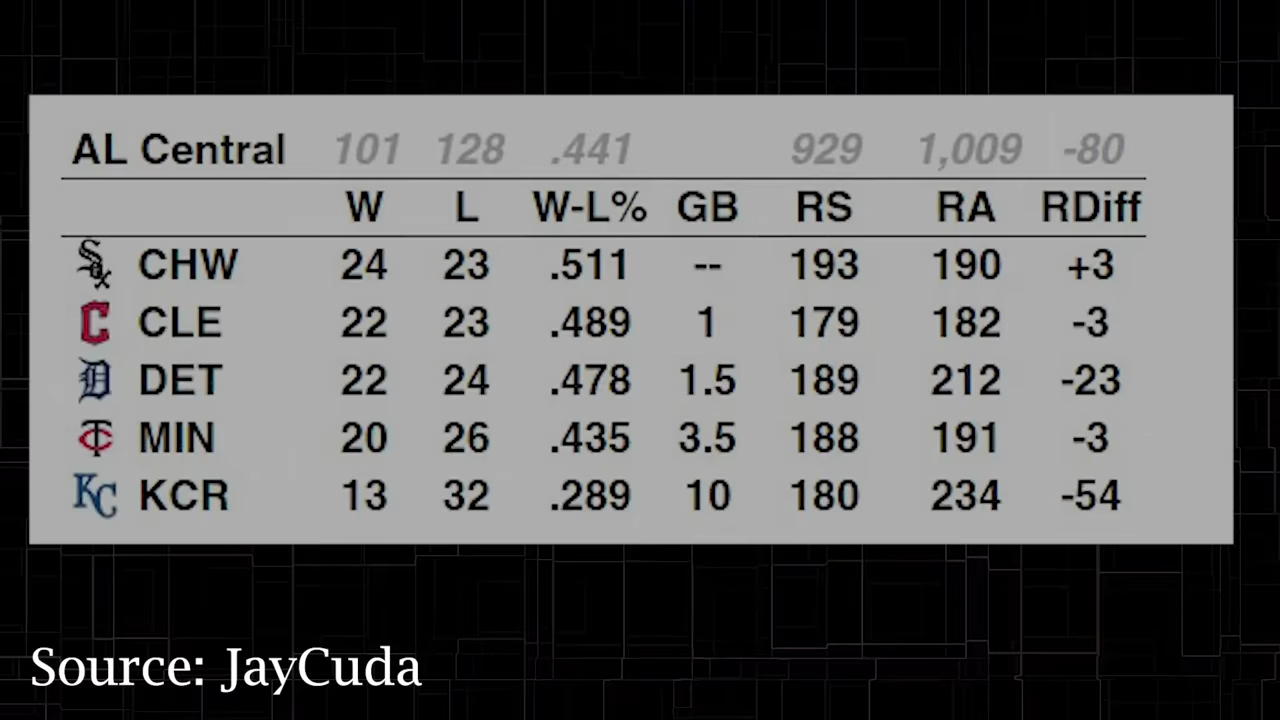 AL Central 101 128 .441 929 1,009 -80
W L W-L% GB RS RA RDiff
CHW 24 23 .511 -- 193 190 +3
CLE 22 23 .489 1 179 182 -3
DET 22 24 .478 1.5 189 212 -23
MIN 20 26 .435 3.5 188 191 -3
KCR 13 32 .289 10 180 234 -54
Source: JayCuda